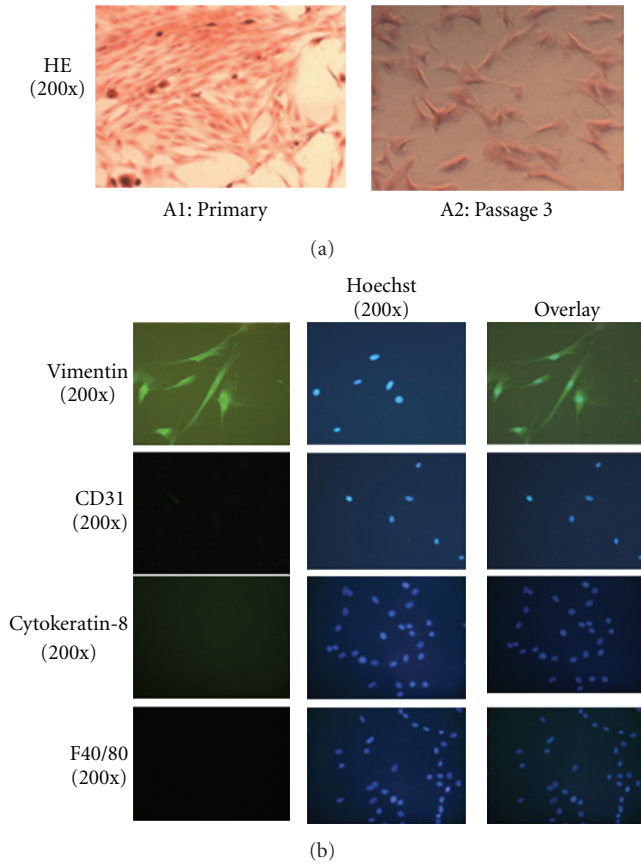 HE
(200x)
A1: Primary
A2: Passage 3
(a)
Hoechst
(200x)
Overlay
Vimentin
(200x)
CD31
(200x)
Cytokeratin-8
(200x)
F40/80
(200x)
(b)